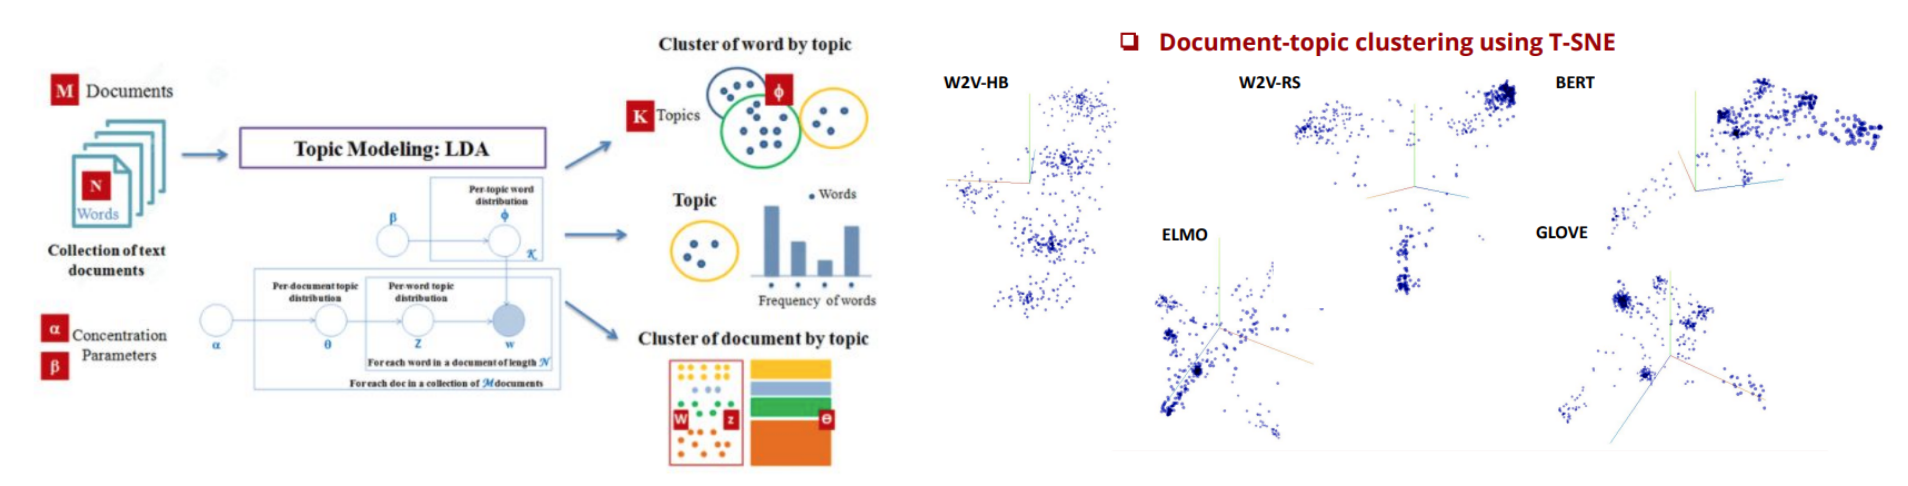 M Documents
N
Words
Collection of text
documents
α Concentration
β Parameters
Topic Modeling: LDA
Per-topic word
distribution
β
ϕ
K
Per-document topic
distribution
Per-word topic
distribution
α
θ
Z
w
For each word in a document of length N
For each doc in a collection of M documents
Cluster of word by topic
K Topics
ϕ
Topic
Words
Frequency of words
Cluster of document by topic
W
z
Θ
❑ Document-topic clustering using T-SNE
W2V-HB
W2V-RS
BERT
ELMO
GLOVE